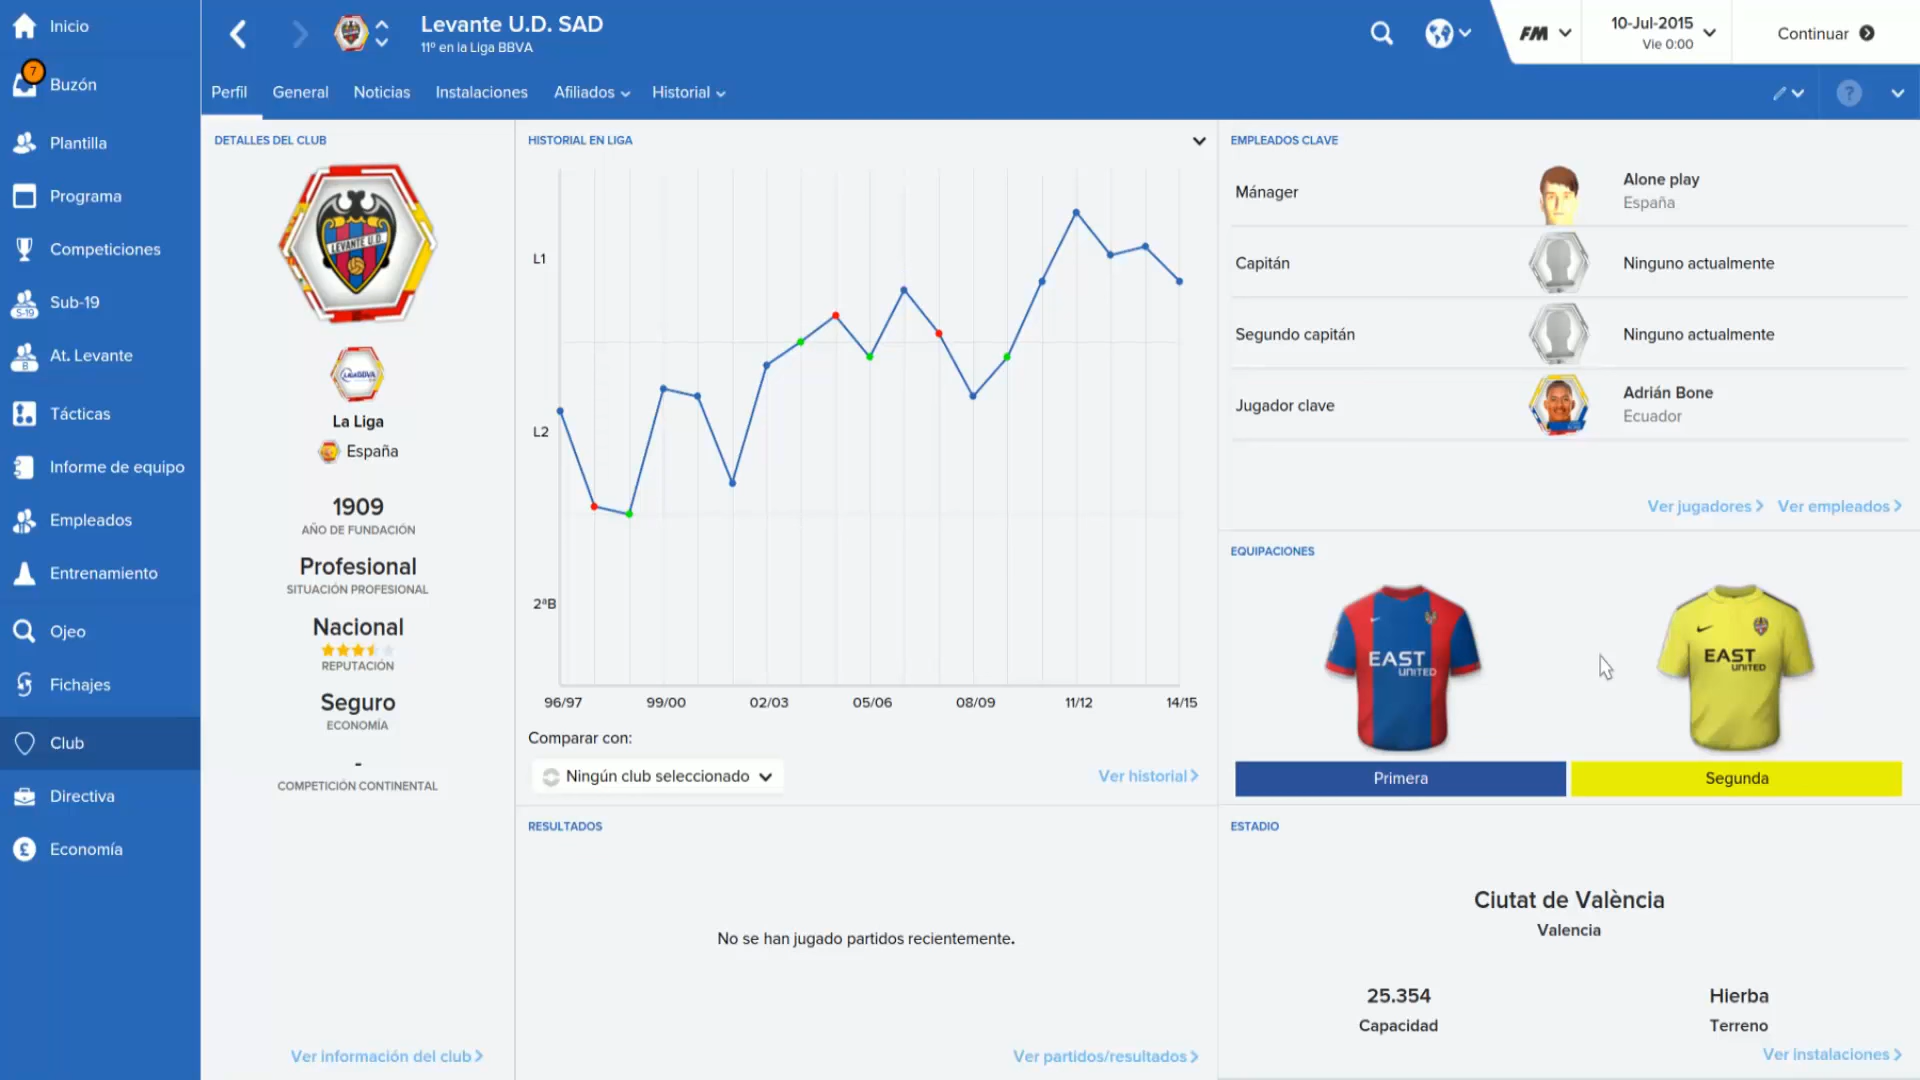 Inicio
7
Buzón
Plantilla
Programa
Competiciones
S-19
Sub-19
B
At. Levante
Tácticas
Informe de equipo
Empleados
Entrenamiento
Ojeo
Fichajes
Club
Directiva
£
Economía
Levante U.D. SAD
11º en la Liga BBVA
FM
10-Jul-2015
Vie 0:00
Continuar
Perfil
General
Noticias
Instalaciones
Afiliados
Historial
?
DETALLES DEL CLUB
LEVANTE U.D.
LigaBBVA
La Liga
España
1909
AÑO DE FUNDACIÓN
Profesional
SITUACIÓN PROFESIONAL
Nacional
REPUTACIÓN
Seguro
ECONOMÍA
-
COMPETICIÓN CONTINENTAL
Ver información del club
HISTORIAL EN LIGA
L1
L2
2ªB
96/97 99/00 02/03 05/06 08/09 11/12 14/15
Comparar con:
Ningún club seleccionado
Ver historial
RESULTADOS
No se han jugado partidos recientemente.
Ver partidos/resultados
EMPLEADOS CLAVE
Mánager
Alone play
España
Capitán
Ninguno actualmente
Segundo capitán
Ninguno actualmente
Jugador clave
Adrián Bone
Ecuador
Ver jugadores
Ver empleados
EQUIPACIONES
EAST
UNITED
EAST
UNITED
Primera
Segunda
ESTADIO
Ciutat de València
Valencia
25.354
Capacidad
Hierba
Terreno
Ver instalaciones